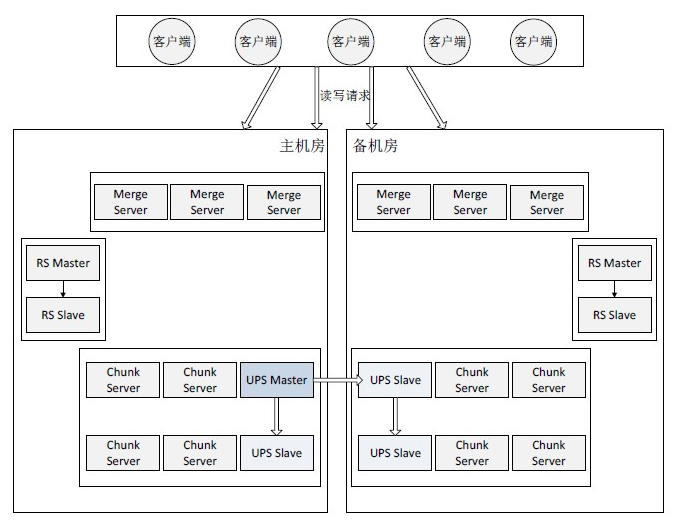 客户端 客户端 客户端 客户端 客户端
读写请求
主机房 备机房
Merge Merge Merge Merge Merge Merge
Server Server Server Server Server Server
RS Master RS Master
RS Slave RS Slave
Chunk Chunk UPS Master UPS Slave Chunk Chunk
Server Server Server Server
Chunk Chunk UPS Slave UPS Slave Chunk Chunk
Server Server Server Server